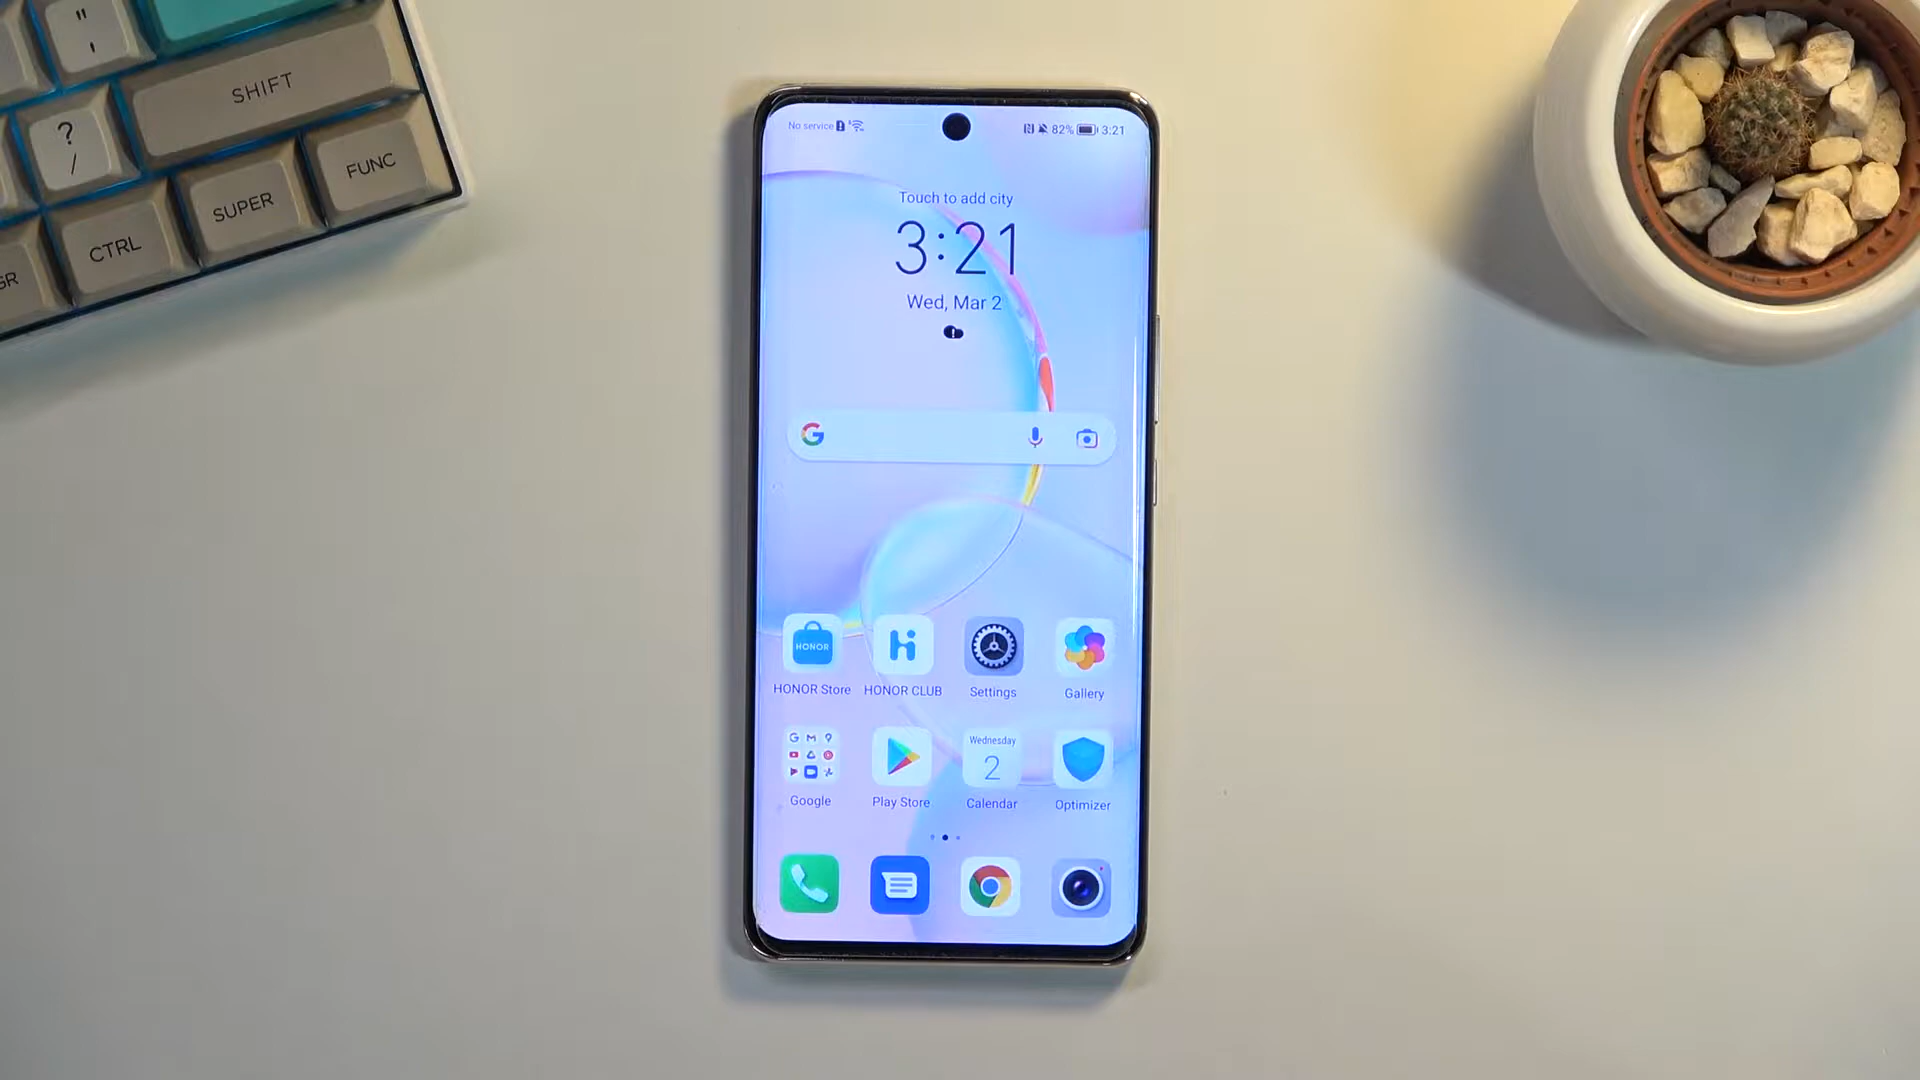 "
'
SHIFT
?
/
FUNC
SUPER
CTRL
GR
No service
82% 3:21
Touch to add city
3:21
Wed, Mar 2
G
HONOR
HONOR Store HONOR CLUB Settings Gallery
Wednesday
2
Google Play Store Calendar Optimizer